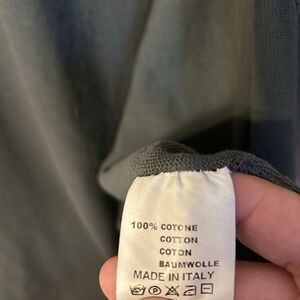 100% COTONE
COTTON
COTON
BAUMWOLLE
MADE IN ITALY